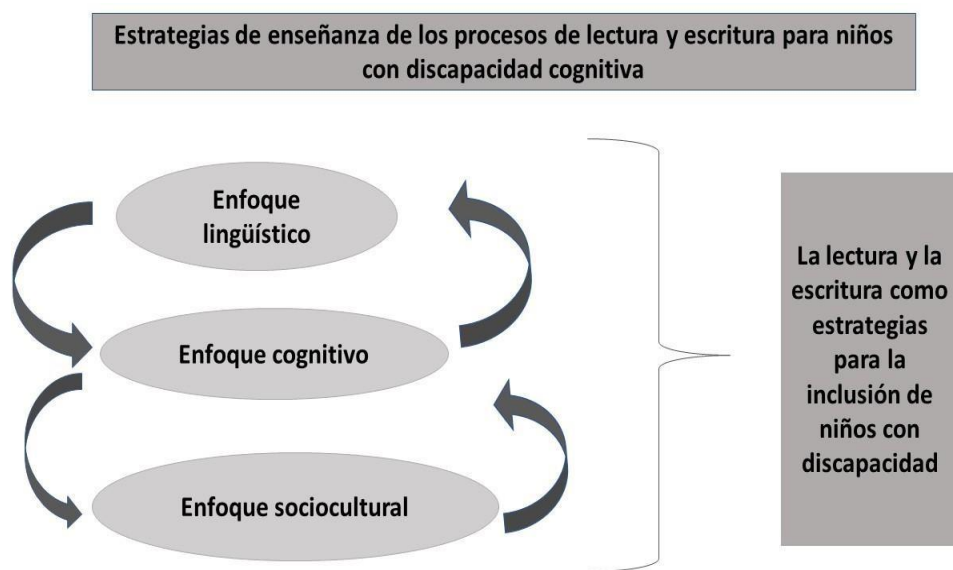 Estrategias de enseñanza de los procesos de lectura y escritura para niños
con discapacidad cognitiva
Enfoque
lingüístico
Enfoque cognitivo
Enfoque sociocultural
La lectura y la
escritura como
estrategias
para la
inclusión de
niños con
discapacidad